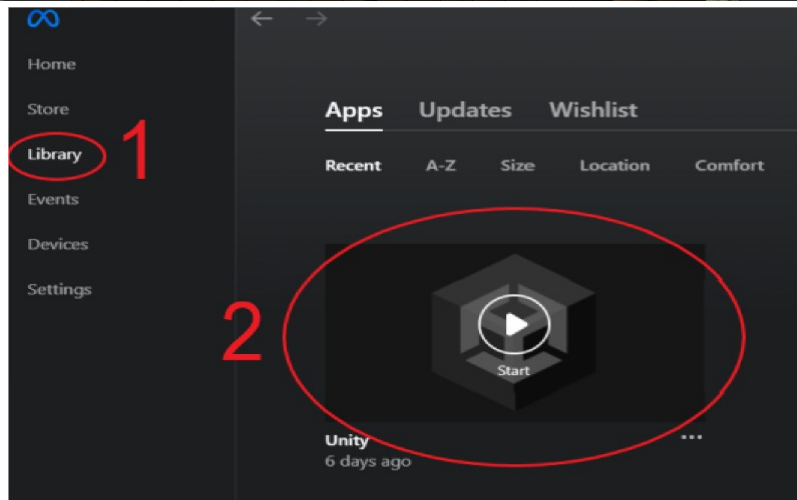 Home
Store
Library
1
Events
Devices
Settings
Apps Updates Wishlist
Recent A-Z Size Location Comfort
2
Start
Unity
6 days ago